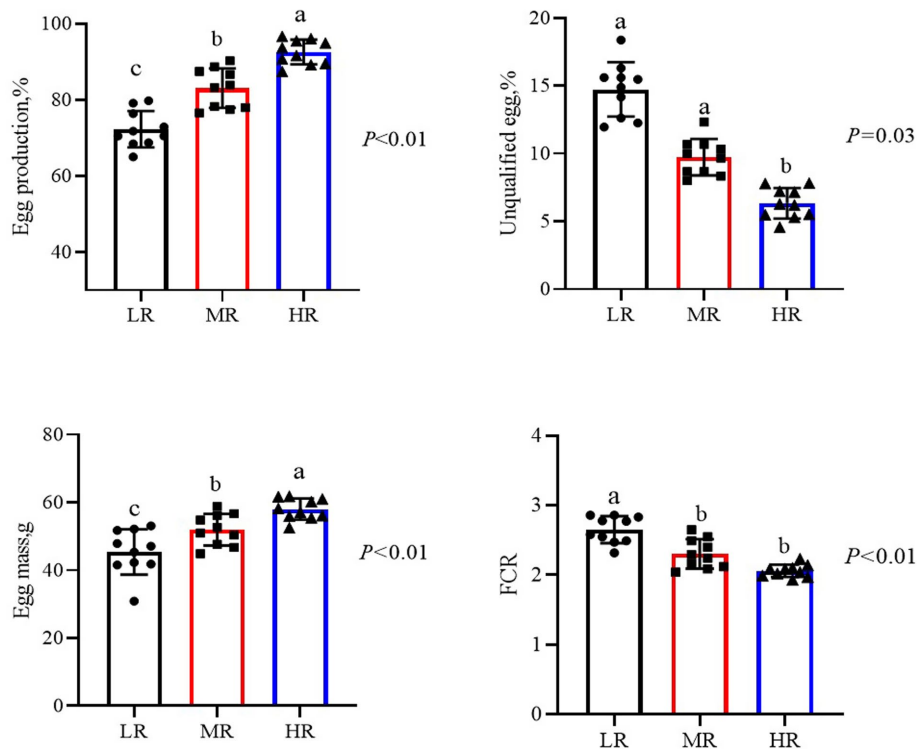 Egg production,%
100
80
60
40
c
b
a
LR
MR
HR
P<0.01
Unqualified egg,%
20
15
10
5
0
a
a
b
LR
MR
HR
P=0.03
Egg mass,g
80
60
40
20
0
c
b
a
LR
MR
HR
P<0.01
FCR
4
3
2
1
0
a
b
b
LR
MR
HR
P<0.01